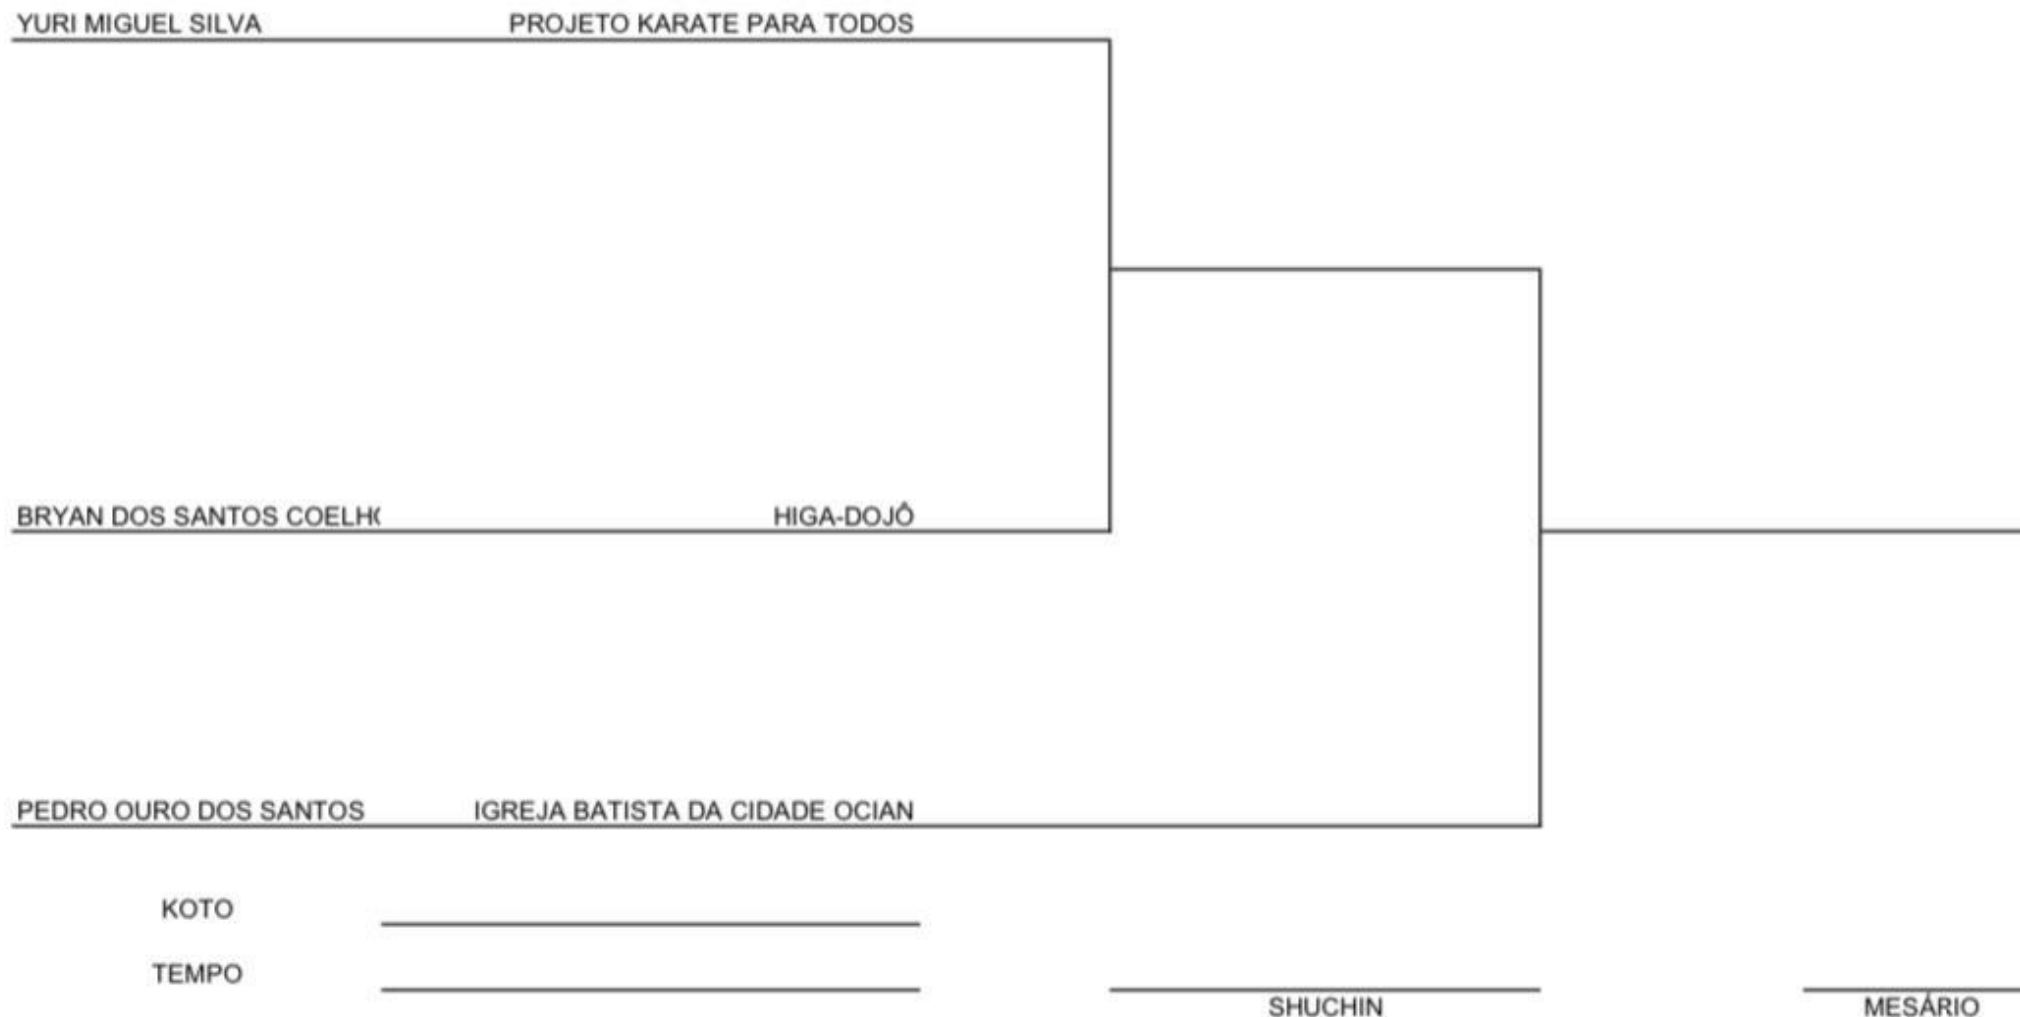 YURI MIGUEL SILVA PROJETO KARATE PARA TODOS
BRYAN DOS SANTOS COELH HIGA-DOJÔ
PEDRO OURO DOS SANTOS IGREJA BATISTA DA CIDADE OCIAN
KOTO
TEMPO
SHUCHIN MESÁRIO